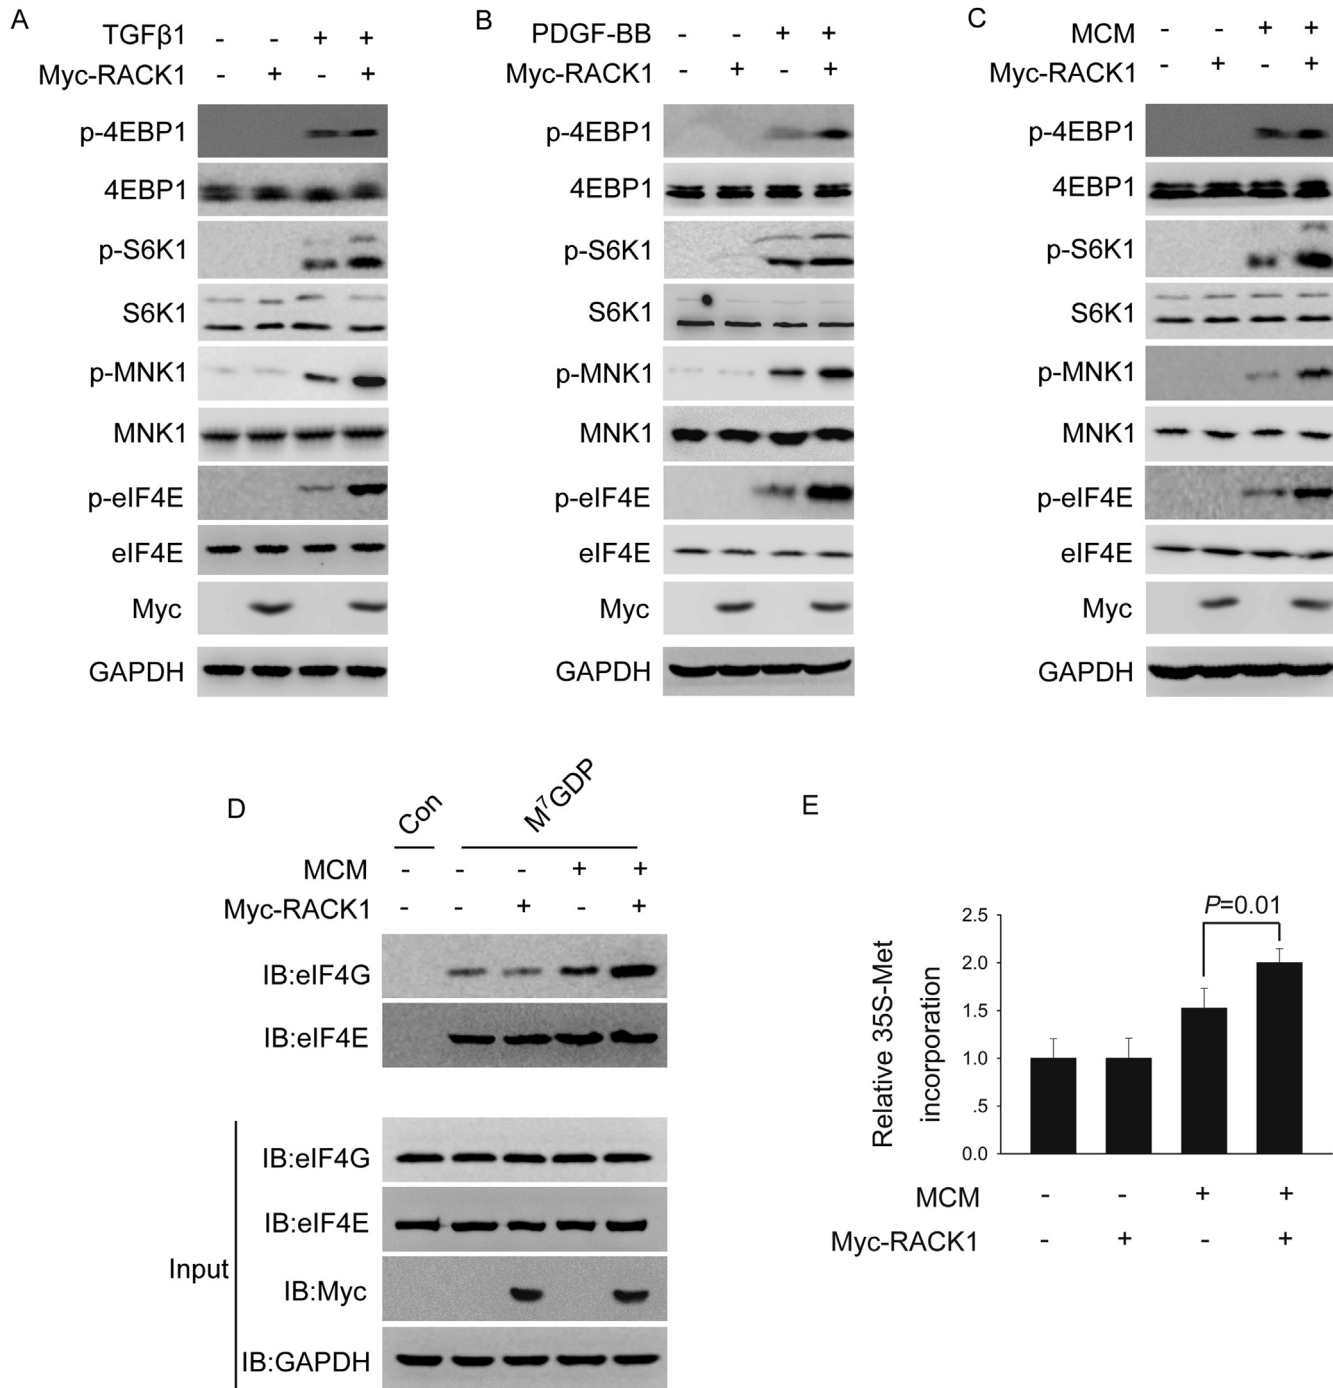 A
TGFβ1 - - + +
Myc-RACK1 - + - +
p-4EBP1
4EBP1
p-S6K1
S6K1
p-MNK1
MNK1
p-eIF4E
eIF4E
Myc
GAPDH
B
PDGF-BB - - + +
Myc-RACK1 - + - +
p-4EBP1
4EBP1
p-S6K1
S6K1
p-MNK1
MNK1
p-eIF4E
eIF4E
Myc
GAPDH
C
MCM - - + +
Myc-RACK1 - + - +
p-4EBP1
4EBP1
p-S6K1
S6K1
p-MNK1
MNK1
p-eIF4E
eIF4E
Myc
GAPDH
D
Con M⁷GDP
MCM - - - + +
Myc-RACK1 - - + - +
IB:eIF4G
IB:eIF4E
Input
IB:eIF4G
IB:eIF4E
IB:Myc
IB:GAPDH
E
P=0.01
Relative 35S-Met
incorporation
2.5
2.0
1.5
1.0
.5
0.0
MCM - - + +
Myc-RACK1 - + - +